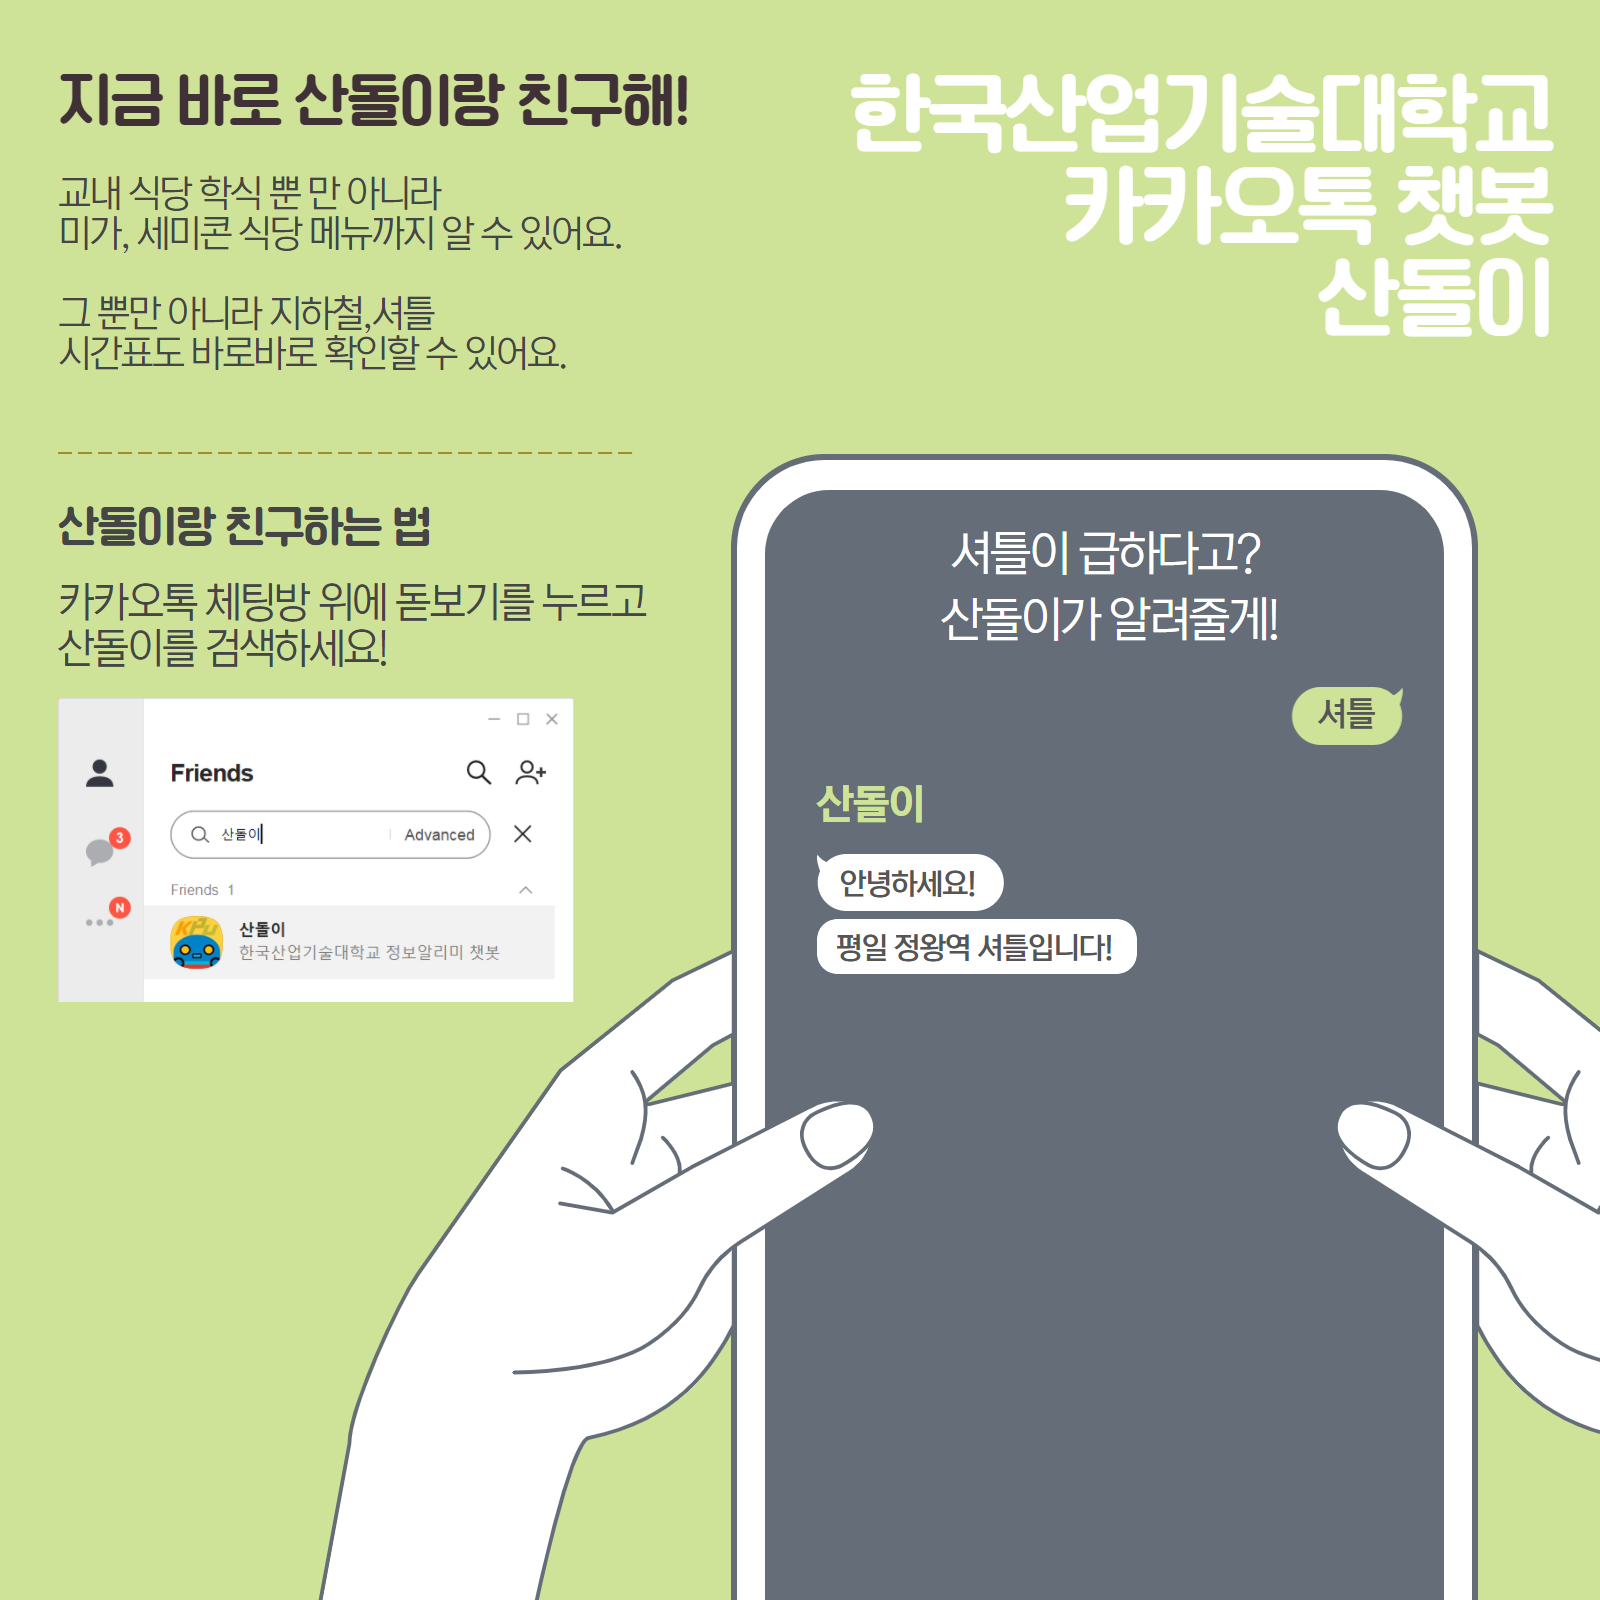 지금 바로 산돌이랑 친구해!
교내 식당 학식 뿐 만 아니라
미가, 세미콘 식당 메뉴까지 알 수 있어요.
그 뿐만 아니라 지하철,셔틀
시간표도 바로바로 확인할 수 있어요.
한국산업기술대학교
카카오톡 챗봇
산돌이
산돌이랑 친구하는 법
카카오톡 체팅방 위에 돋보기를 누르고
산돌이를 검색하세요!
Friends
산돌이
Advanced
3
Friends 1
N
KPU
산돌이
한국산업기술대학교 정보알리미 챗봇
셔틀이 급하다고?
산돌이가 알려줄게!
셔틀
산돌이
안녕하세요!
평일 정왕역 셔틀입니다!